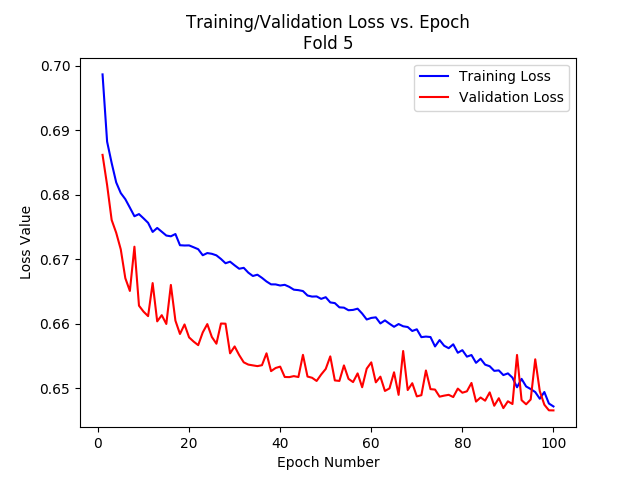 Training/Validation Loss vs. Epoch
Fold 5
Training Loss
Validation Loss
0.70
0.69
0.68
0.67
0.66
0.65
Loss Value
0
20
40
60
80
100
Epoch Number